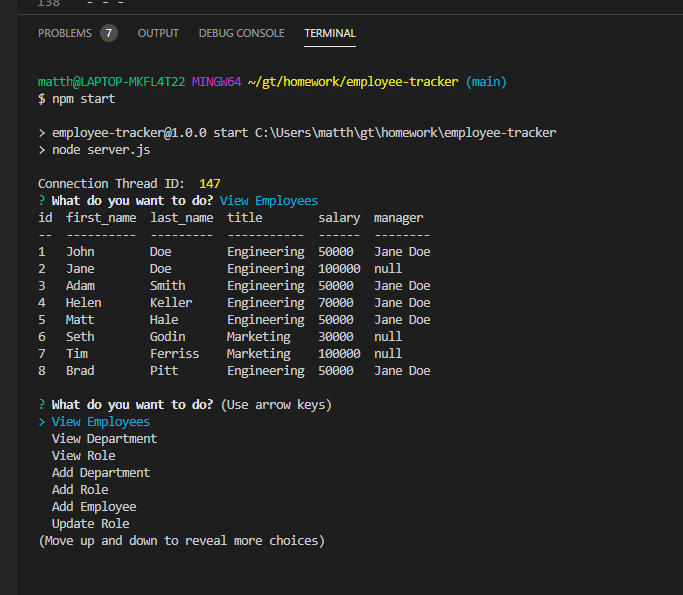 138 - - -
PROBLEMS 7 OUTPUT DEBUG CONSOLE TERMINAL
matth@LAPTOP-MKFL4T22 MINGW64 ~/gt/homework/employee-tracker (main)
$ npm start
> employee-tracker@1.0.0 start C:\Users\matth\gt\homework\employee-tracker
> node server.js
Connection Thread ID:  147
? What do you want to do? View Employees
id  first_name  last_name  title        salary  manager
--  ----------  ---------  -----------  ------  --------
1   John        Doe        Engineering  50000   Jane Doe
2   Jane        Doe        Engineering  100000  null
3   Adam        Smith      Engineering  50000   Jane Doe
4   Helen       Keller     Engineering  70000   Jane Doe
5   Matt        Hale       Engineering  50000   Jane Doe
6   Seth        Godin      Marketing    30000   null
7   Tim         Ferriss    Marketing    100000  null
8   Brad        Pitt       Engineering  50000   Jane Doe
? What do you want to do? (Use arrow keys)
> View Employees
  View Department
  View Role
  Add Department
  Add Role
  Add Employee
  Update Role
(Move up and down to reveal more choices)